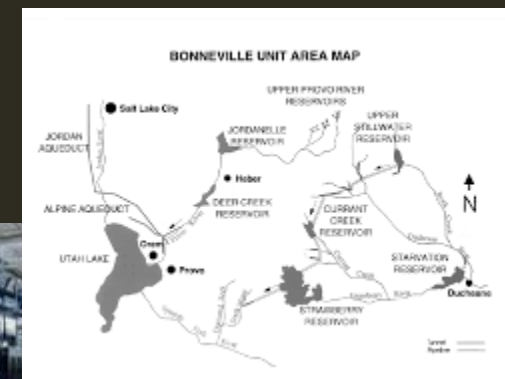 BONNEVILLE UNIT AREA MAP
UPPER PROVO RIVER
RESERVOIRS
Salt Lake City
UPPER
STILLWATER
RESERVOIR
JORDANELLE
RESERVOIR
JORDAN
AQUEDUCT
Heber
N
DEER CREEK
RESERVOIR
ALPINE AQUEDUCT
CURRANT
CREEK
RESERVOIR
Orem
UTAH LAKE
Provo
STARVATION
RESERVOIR
Duchesne
STRAWBERRY
RESERVOIR
Tunnel